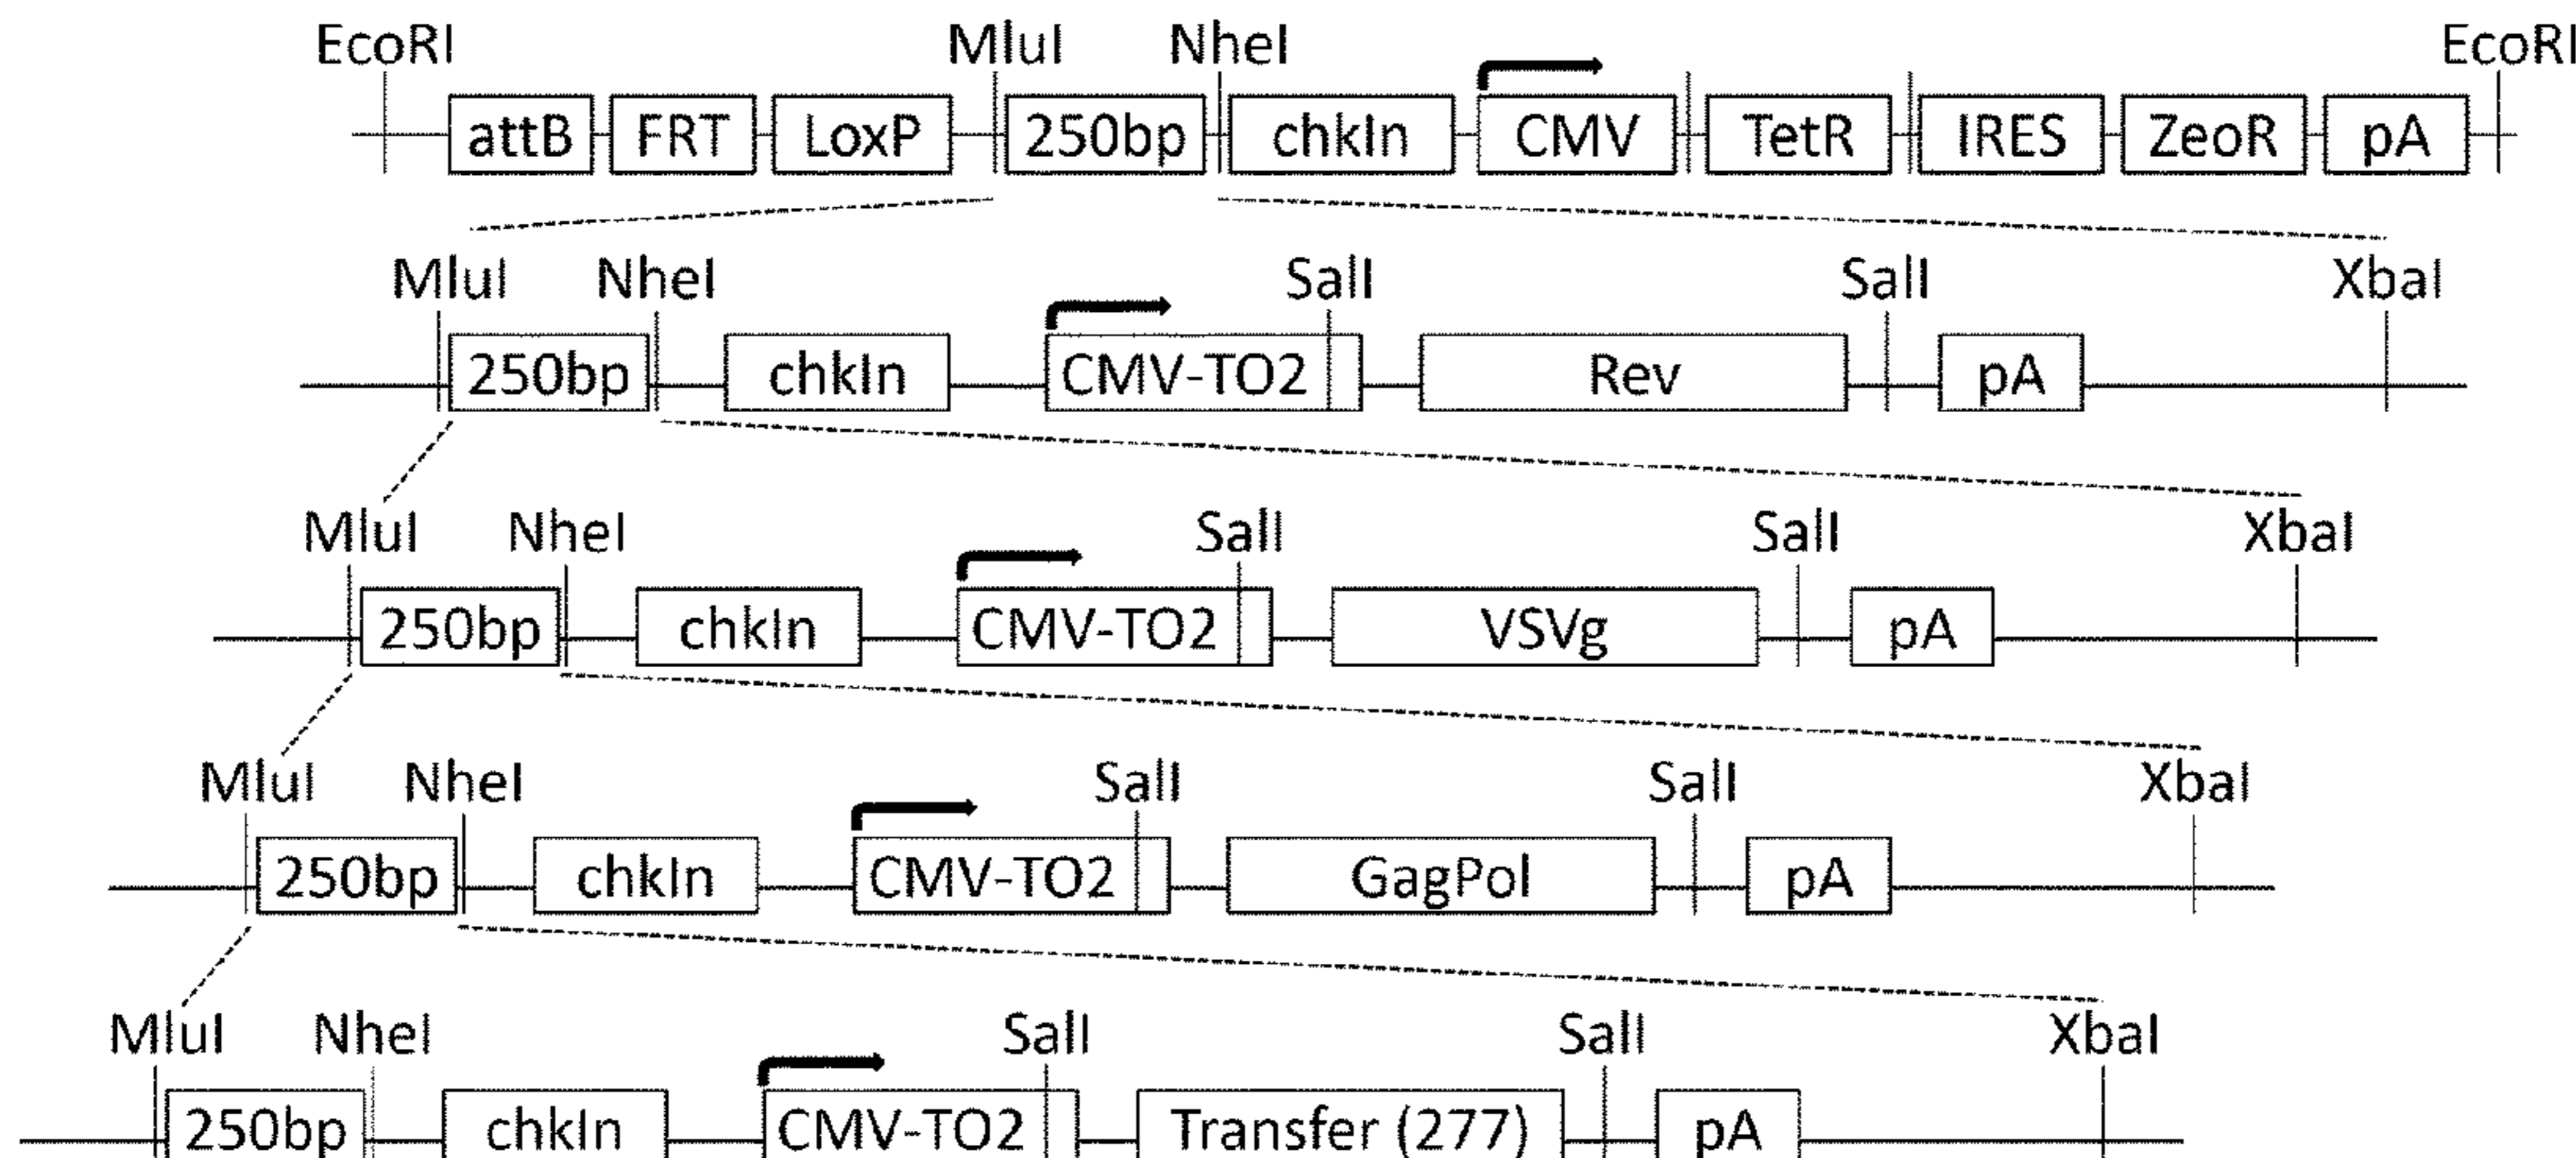 EcoRI MluI NheI EcoRI
attB FRT LoxP 250bp chkIn CMV TetR IRES ZeoR pA
MluI NheI SalI SalI XbaI
250bp chkIn CMV-TO2 Rev pA
MluI NheI SalI SalI XbaI
250bp chkIn CMV-TO2 VSVg pA
MluI NheI SalI SalI XbaI
250bp chkIn CMV-TO2 GagPol pA
MluI NheI SalI SalI XbaI
250bp chkIn CMV-TO2 Transfer (277) pA